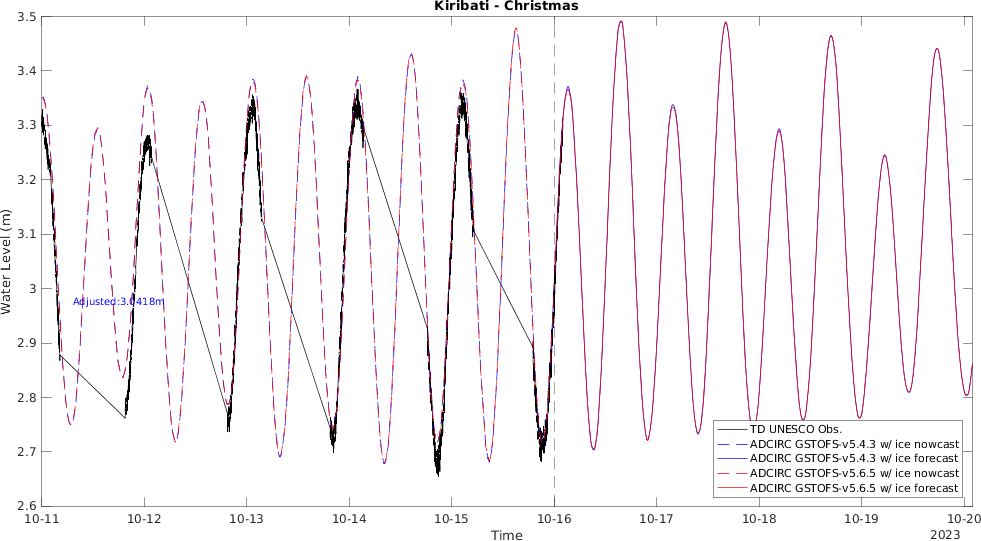 Kiribati - Christmas
3.5
3.4
3.3
3.2
3.1
3
2.9
2.8
2.7
2.6
Water Level (m)
Adjusted:3.0418m
TD UNESCO Obs.
ADCIRC GSTOFS-v5.4.3 w/ ice nowcast
ADCIRC GSTOFS-v5.4.3 w/ ice forecast
ADCIRC GSTOFS-v5.6.5 w/ ice nowcast
ADCIRC GSTOFS-v5.6.5 w/ ice forecast
10-11 10-12 10-13 10-14 10-15 10-16 10-17 10-18 10-19 10-20
Time
2023